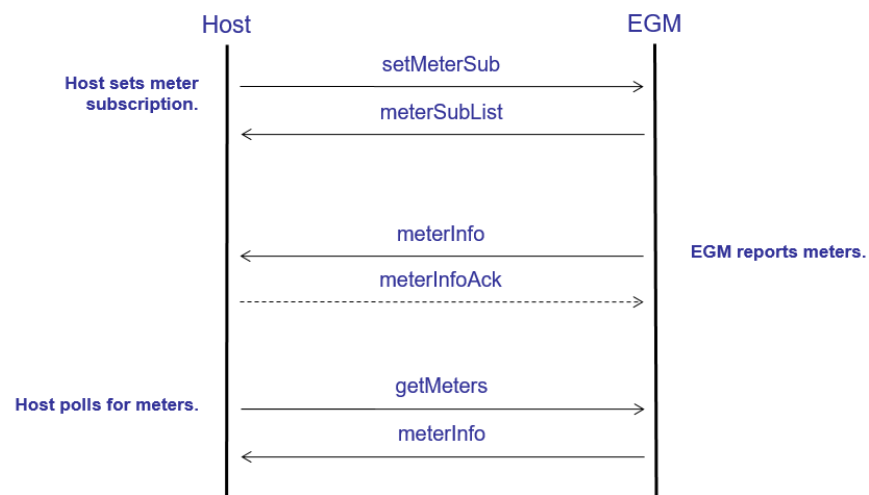 Host
EGM
setMeterSub
Host sets meter
subscription.
meterSubList
meterInfo
EGM reports meters.
meterInfoAck
getMeters
Host polls for meters.
meterInfo